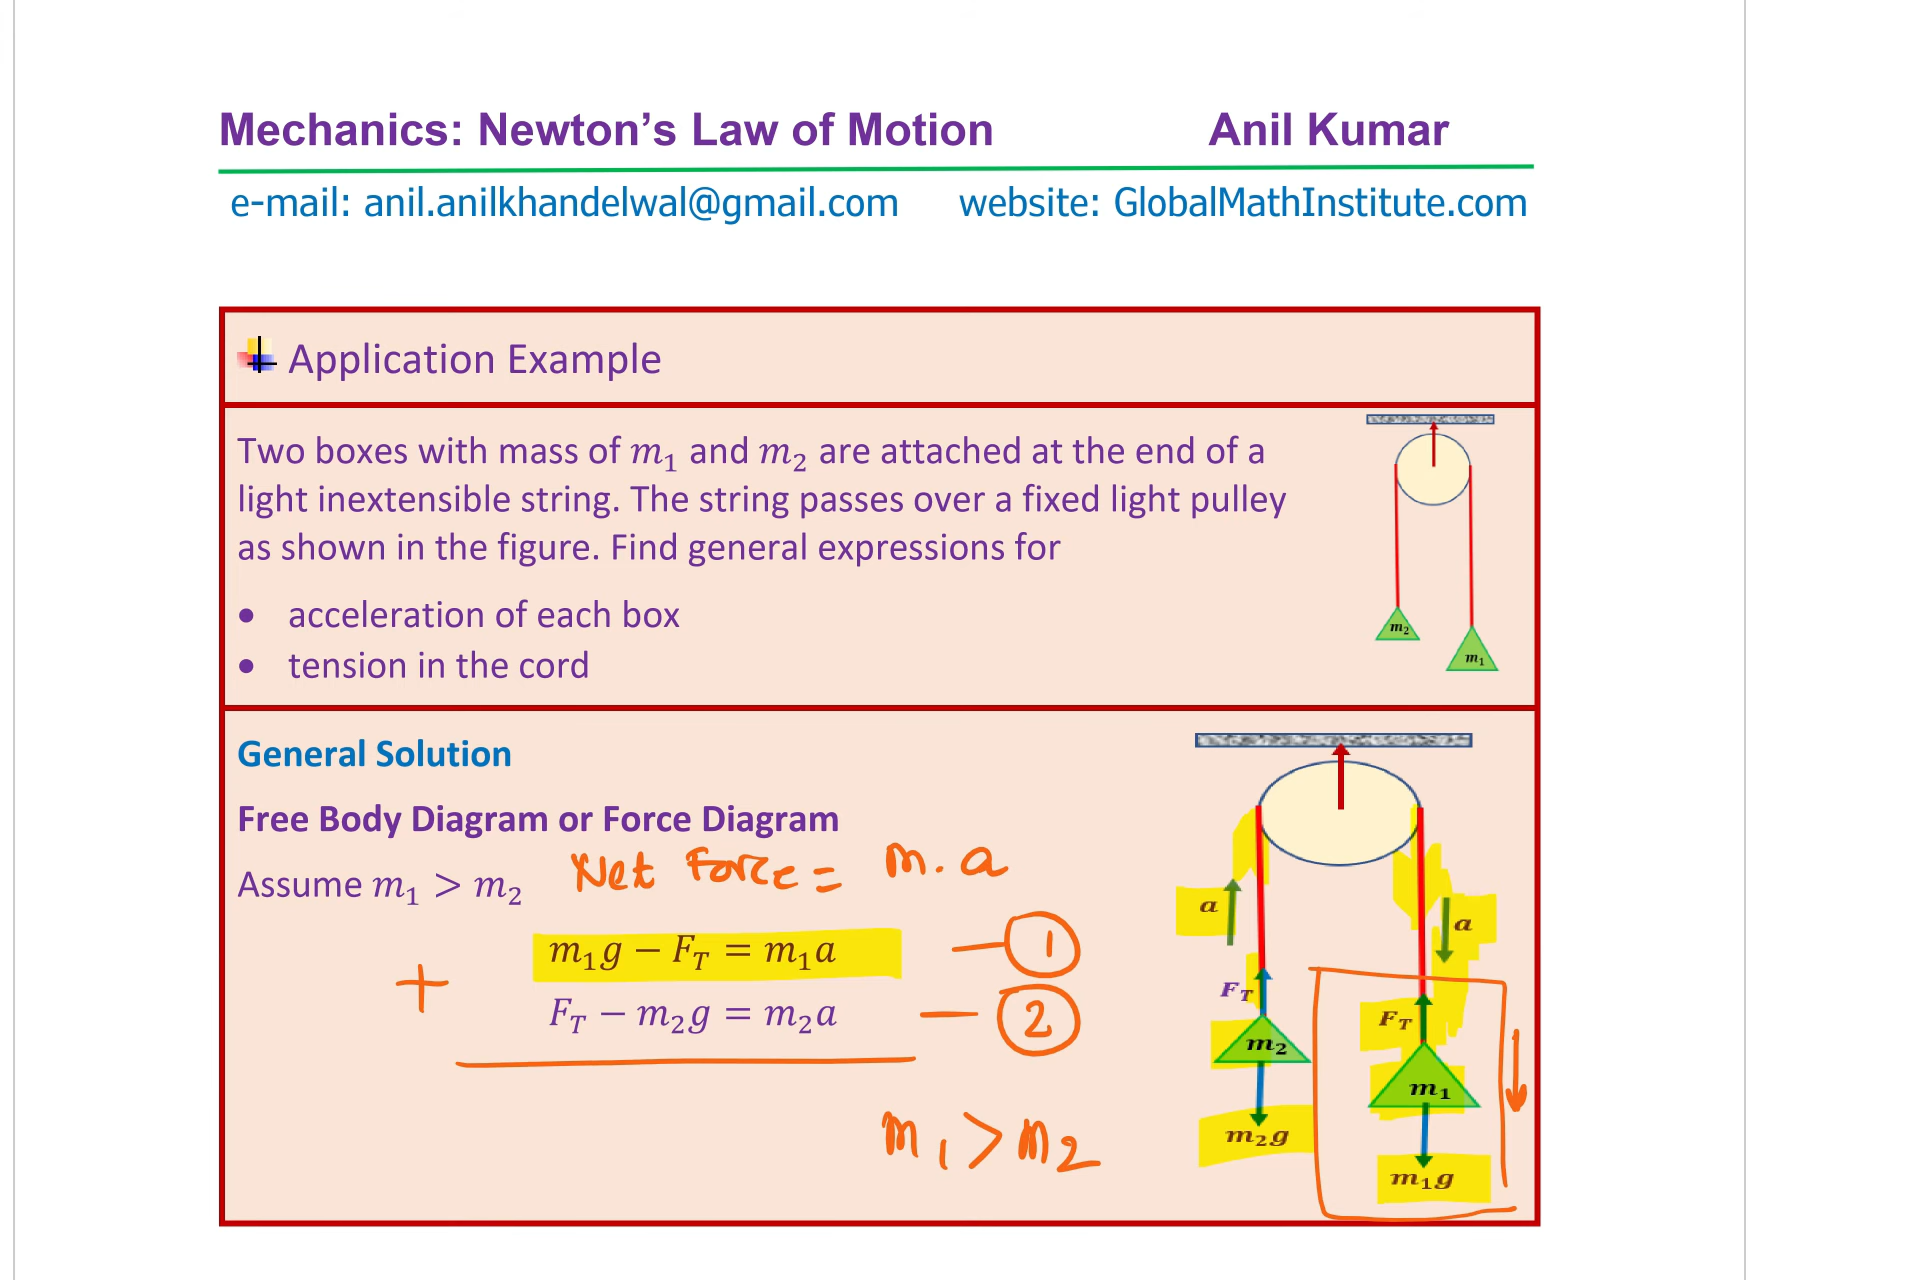 Mechanics: Newton's Law of Motion Anil Kumar
e-mail: anil.anilkhandelwal@gmail.com website: GlobalMathInstitute.com
Application Example
Two boxes with mass of m₁ and m₂ are attached at the end of a
light inextensible string. The string passes over a fixed light pulley
as shown in the figure. Find general expressions for
• acceleration of each box
• tension in the cord
m₂
m₁
General Solution
Free Body Diagram or Force Diagram
Assume m₁ > m₂ Net Force = m.a
m₁g − F_T = m₁a — 1
+
F_T − m₂g = m₂a — 2
m₁ > m₂
a
a
F_T
F_T
m₂
m₁
m₂g
m₁g